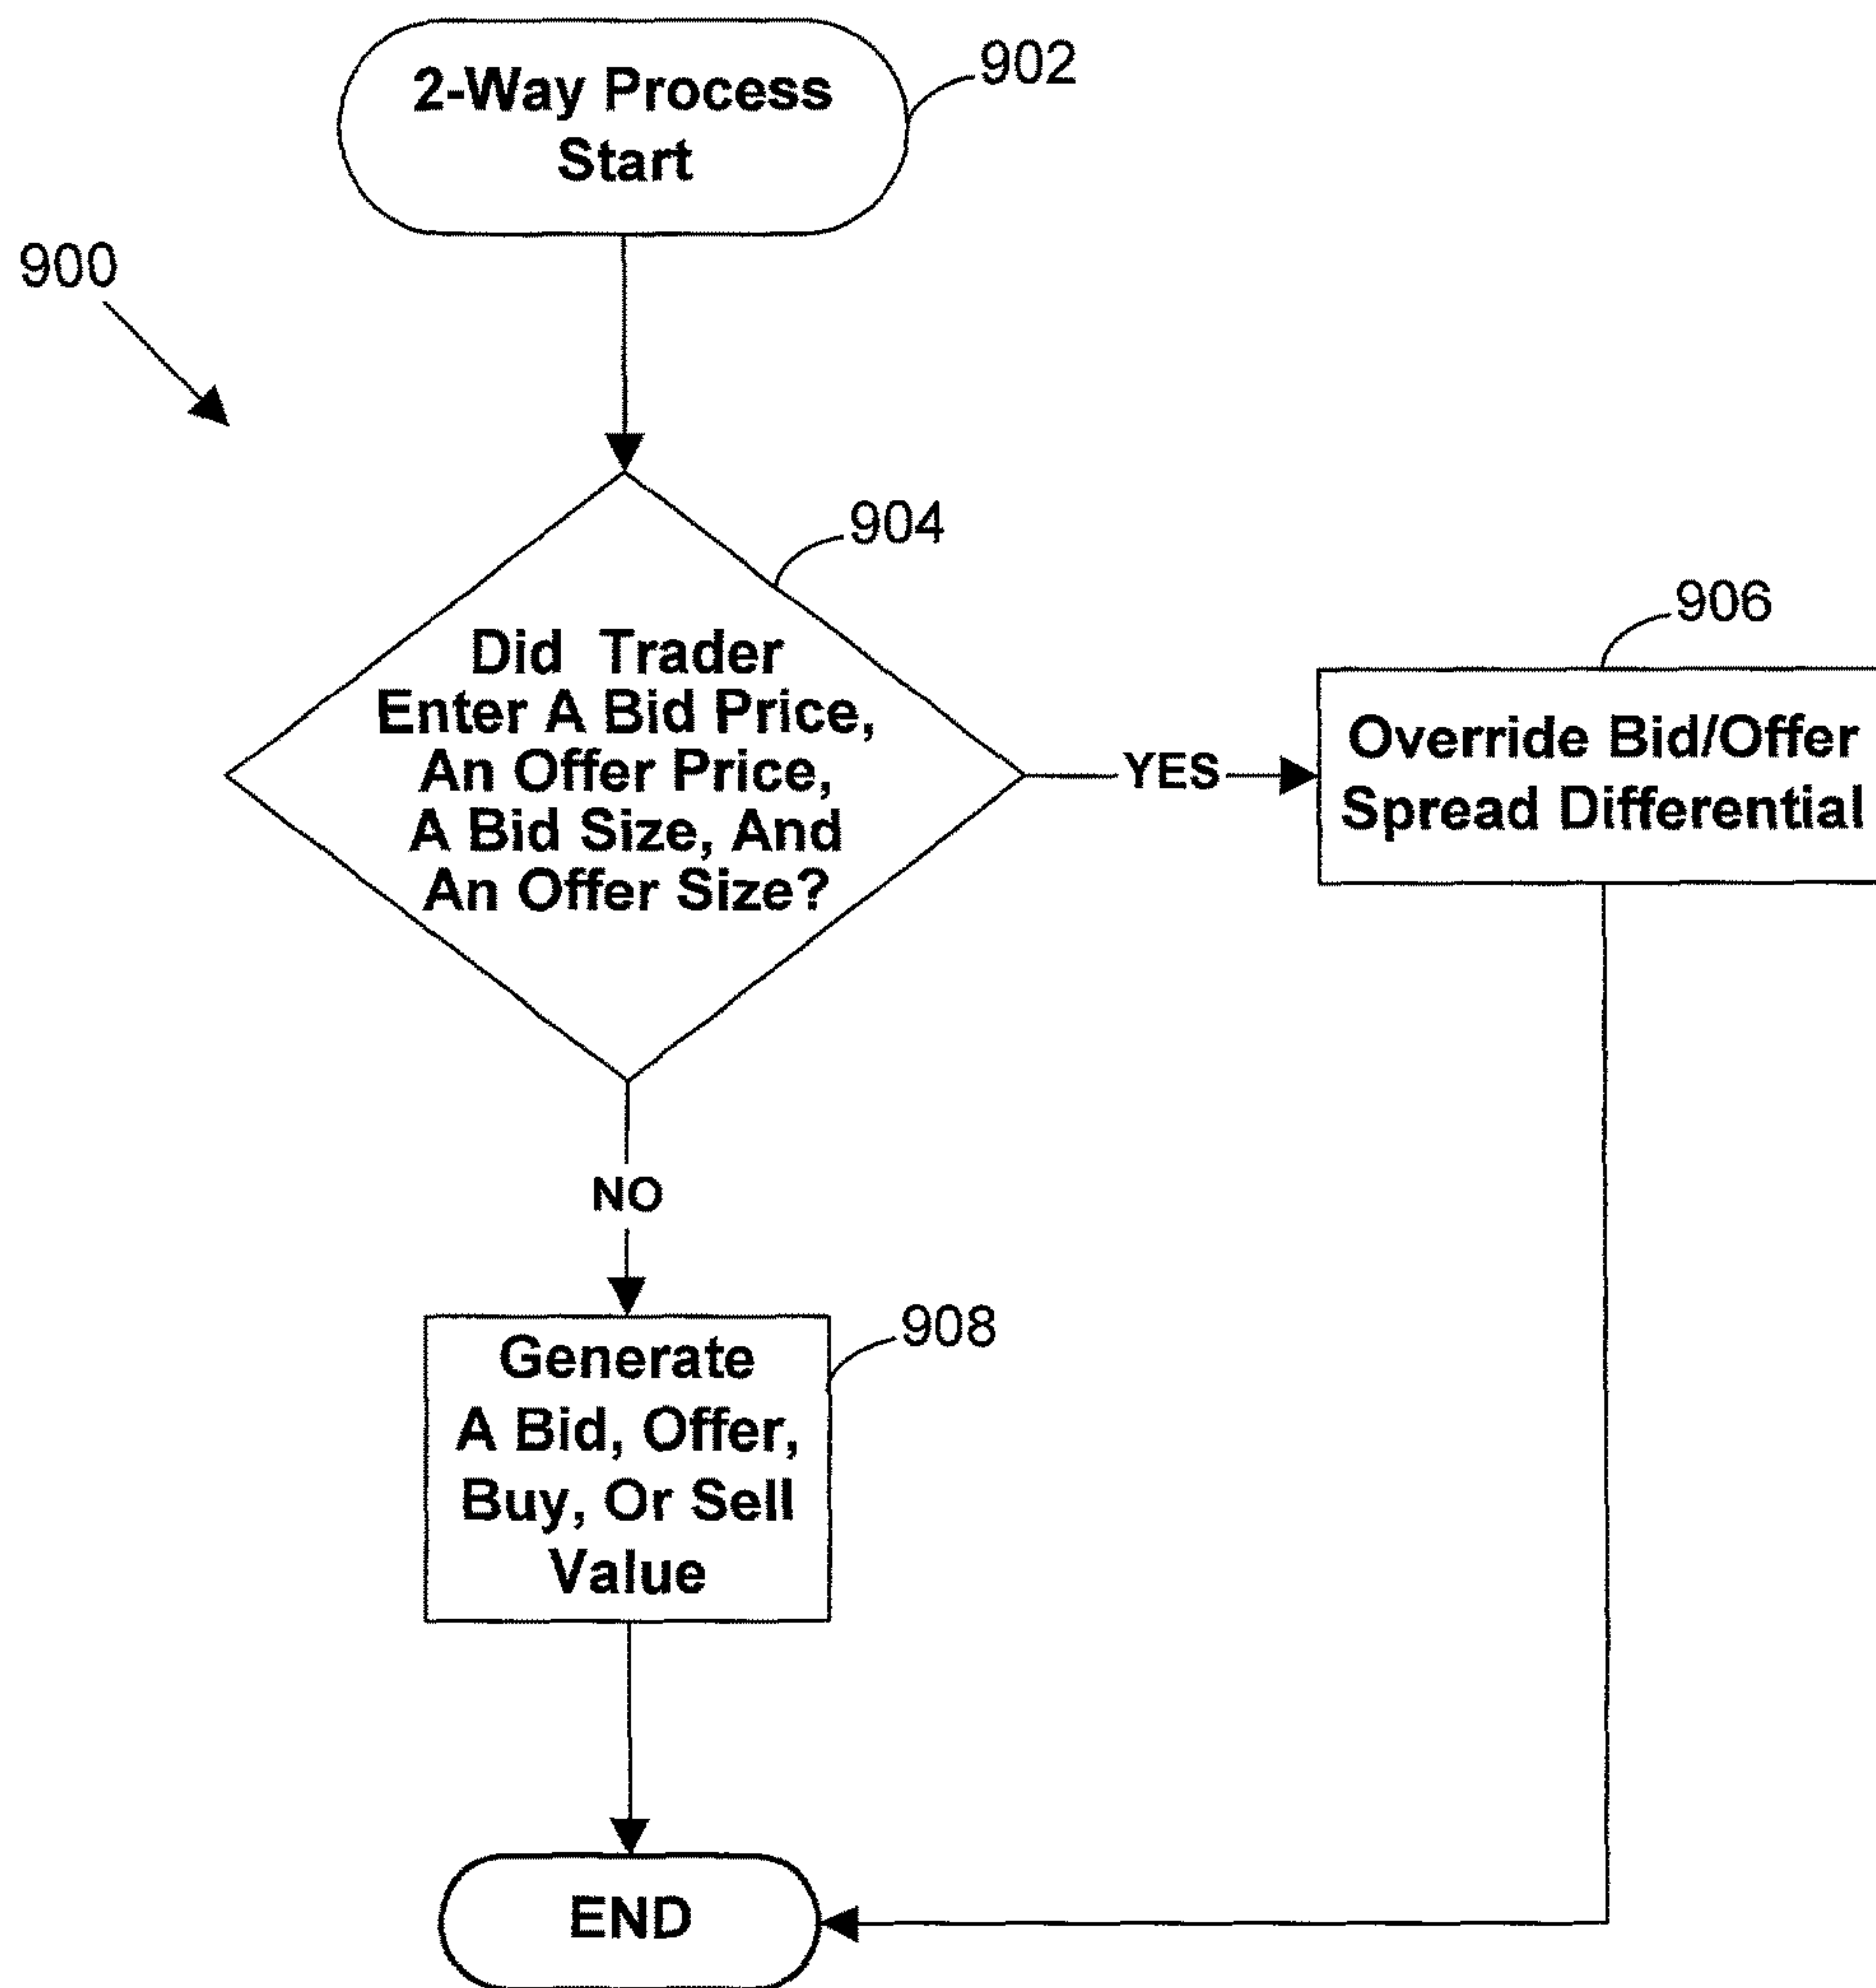 2-Way Process
Start
902
900
904
Did Trader
Enter A Bid Price,
An Offer Price,
A Bid Size, And
An Offer Size?
YES
906
Override Bid/Offer
Spread Differential
NO
908
Generate
A Bid, Offer,
Buy, Or Sell
Value
END